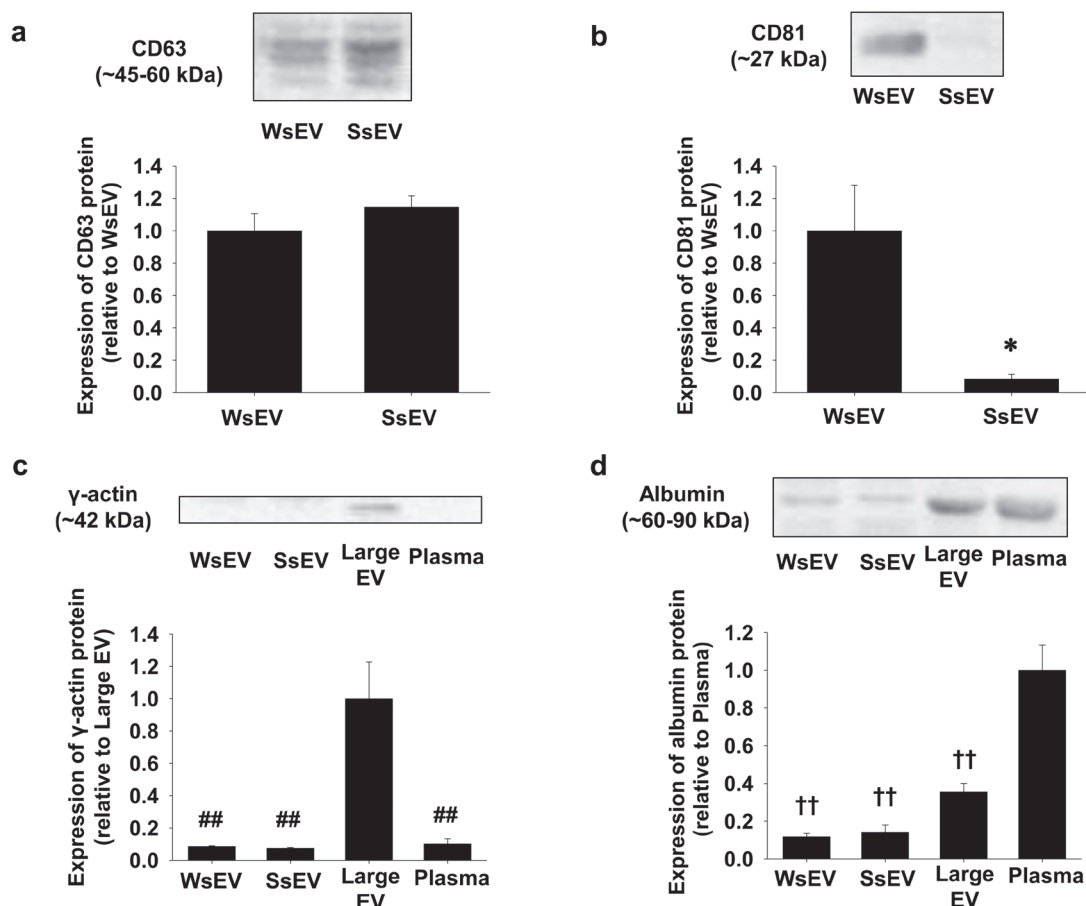 a
CD63
(~45-60 kDa)
WsEV SsEV
Expression of CD63 protein
(relative to WsEV)
1.4
1.2
1.0
0.8
0.6
0.4
0.2
0.0
WsEV SsEV
b
CD81
(~27 kDa)
WsEV SsEV
Expression of CD81 protein
(relative to WsEV)
1.4
1.2
1.0
0.8
0.6
0.4
0.2
0.0
*
WsEV SsEV
c
γ-actin
(~42 kDa)
WsEV SsEV Large EV Plasma
Expression of γ-actin protein
(relative to Large EV)
1.4
1.2
1.0
0.8
0.6
0.4
0.2
0.0
## ## ##
WsEV SsEV Large EV Plasma
d
Albumin
(~60-90 kDa)
WsEV SsEV Large EV Plasma
Expression of albumin protein
(relative to Plasma)
1.2
1.0
0.8
0.6
0.4
0.2
0.0
†† †† ††
WsEV SsEV Large EV Plasma